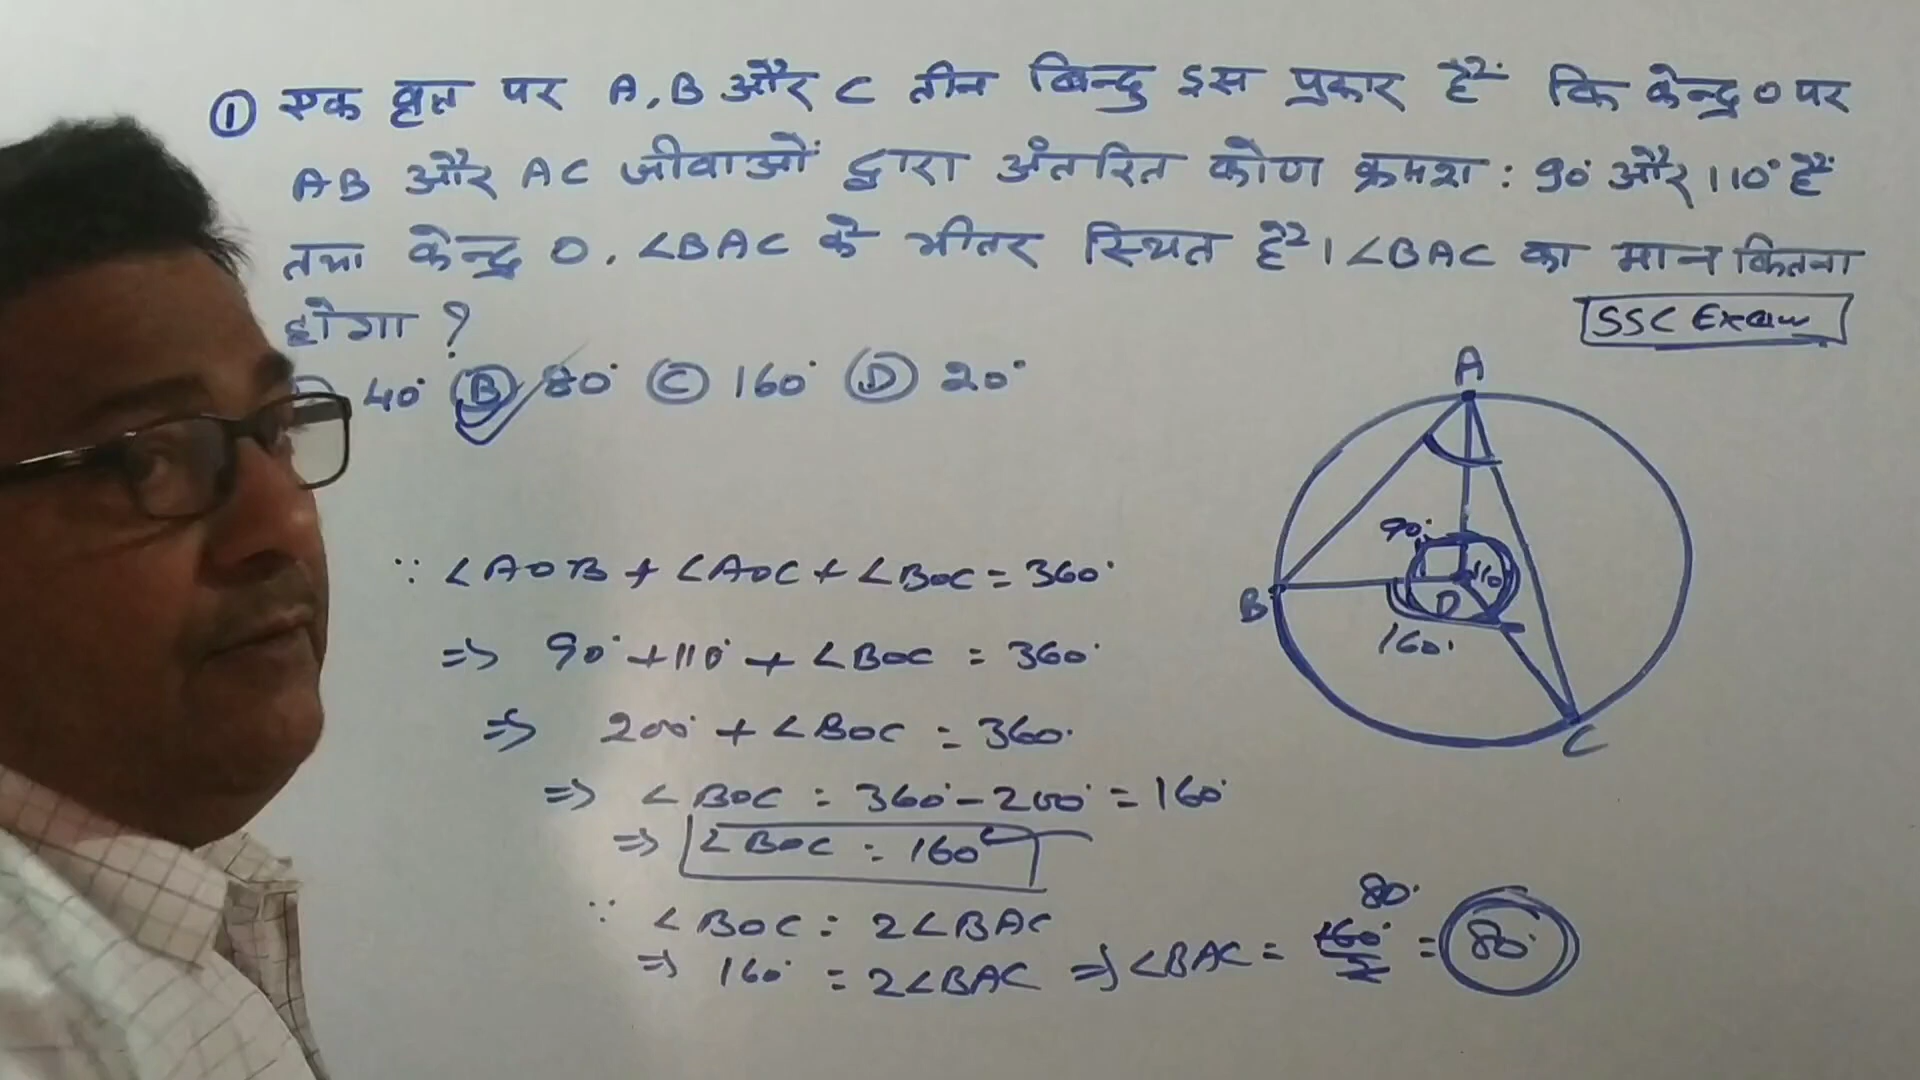 ① एक वृत्त पर A, B और C तीन बिन्दु इस प्रकार हैं कि केन्द्र O पर
AB और AC जीवाओं द्वारा अंतरित कोण क्रमश: 90° और 110° हैं
तथा केन्द्र O, ∠BAC के भीतर स्थित है। ∠BAC का मान कितना
होगा ?
SSC Exam
40° Ⓑ 80° Ⓒ 160° Ⓓ 20°
A
90°
110
B
O
160°
C
∵ ∠AOB + ∠AOC + ∠BOC = 360°
⇒ 90° + 110° + ∠BOC = 360°
⇒ 200° + ∠BOC = 360°
⇒ ∠BOC = 360° - 200° = 160°
⇒ ∠BOC = 160°
∵ ∠BOC = 2∠BAC
80°
⇒ 160° = 2∠BAC ⇒ ∠BAC = 160°/2 = 80°